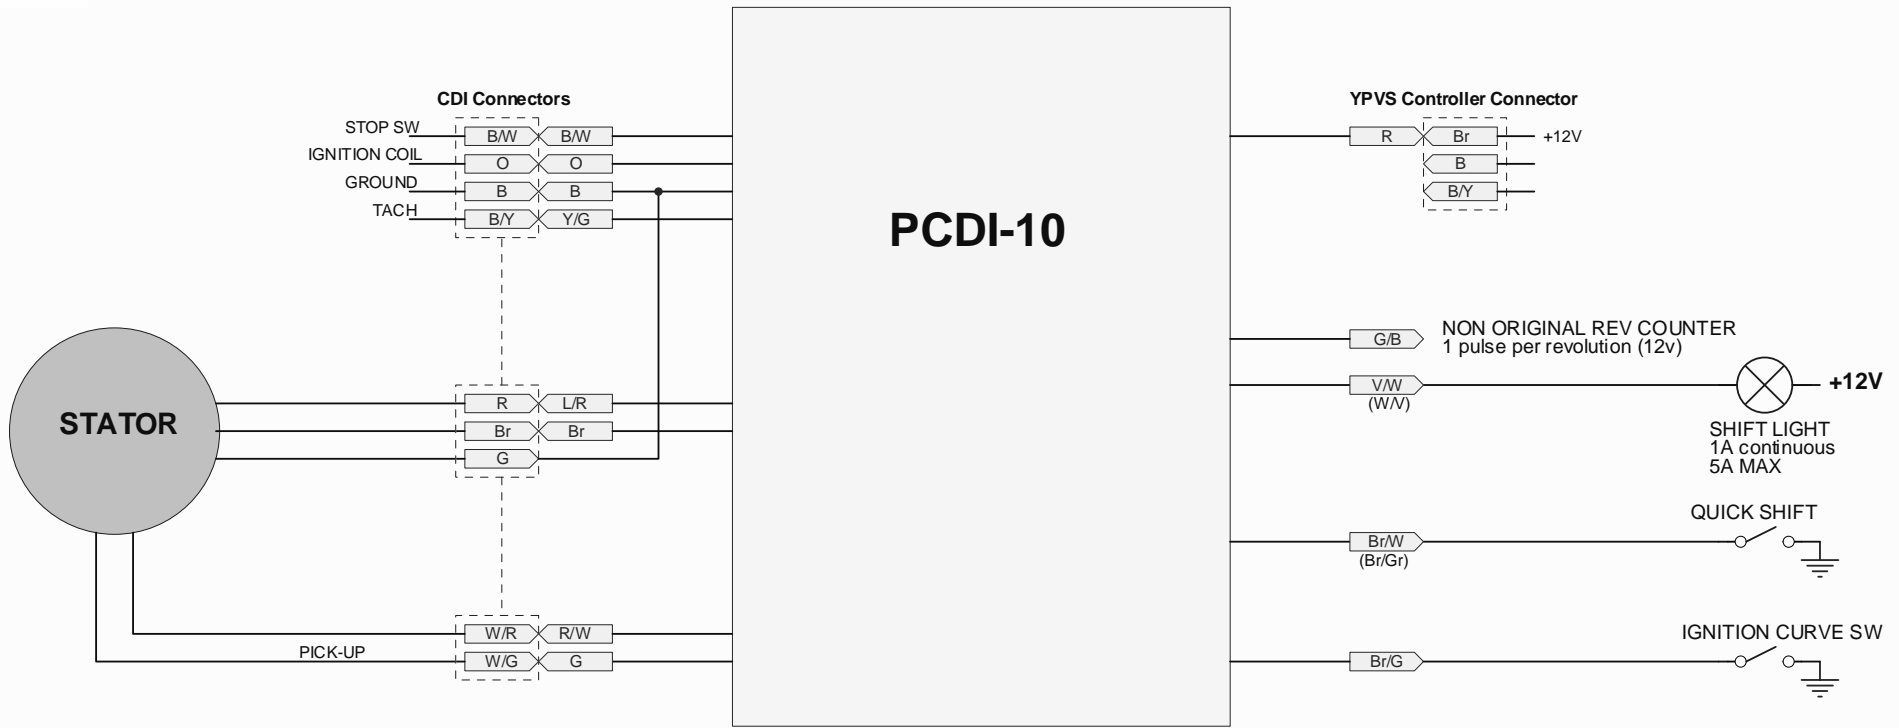 CDI Connectors
STOP SW B/W B/W
IGNITION COIL O O
GROUND B B
TACH B/Y Y/G
PCDI-10
YPVS Controller Connector
R Br +12V
B
B/Y
STATOR
R L/R
Br Br
G
PICK-UP
W/R R/W
W/G G
G/B NON ORIGINAL REV COUNTER
1 pulse per revolution (12v)
V/W
(W/V)
+12V
SHIFT LIGHT
1A continuous
5A MAX
QUICK SHIFT
Br/W
(Br/Gr)
IGNITION CURVE SW
Br/G